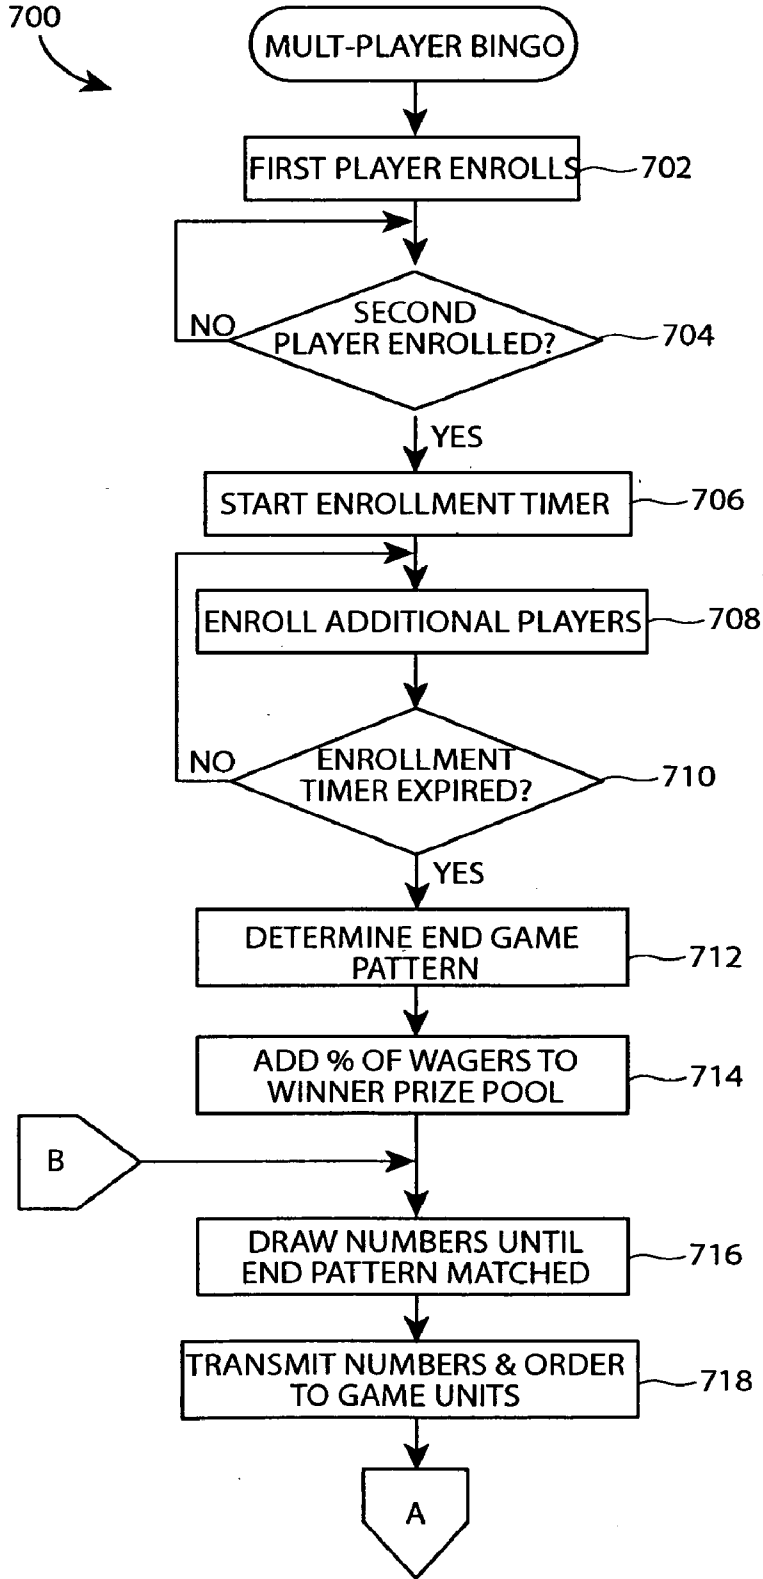 700
MULT-PLAYER BINGO
FIRST PLAYER ENROLLS
702
SECOND
PLAYER ENROLLED?
704
NO
YES
START ENROLLMENT TIMER
706
ENROLL ADDITIONAL PLAYERS
708
ENROLLMENT
TIMER EXPIRED?
710
NO
YES
DETERMINE END GAME
PATTERN
712
ADD % OF WAGERS TO
WINNER PRIZE POOL
714
B
DRAW NUMBERS UNTIL
END PATTERN MATCHED
716
TRANSMIT NUMBERS & ORDER
TO GAME UNITS
718
A